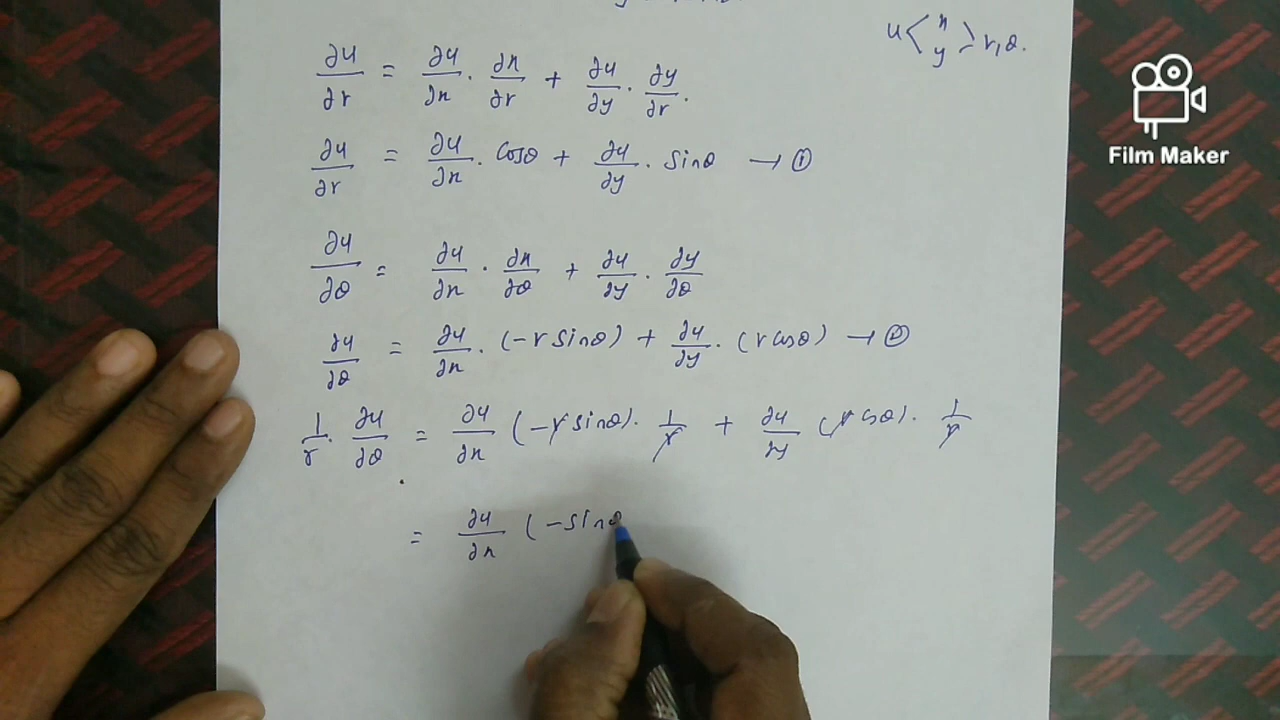 u < x y > r, θ.
∂u/∂r = ∂u/∂x · ∂x/∂r + ∂u/∂y · ∂y/∂r.
∂u/∂r = ∂u/∂x · cosθ + ∂u/∂y · sinθ → ①
∂u/∂θ = ∂u/∂x · ∂x/∂θ + ∂u/∂y · ∂y/∂θ
∂u/∂θ = ∂u/∂x · (-r sinθ) + ∂u/∂y · (r cosθ) → ②
1/r · ∂u/∂θ = ∂u/∂x (-r sinθ) · 1/r + ∂u/∂y (r cosθ) · 1/r
= ∂u/∂x (-sinθ
Film Maker